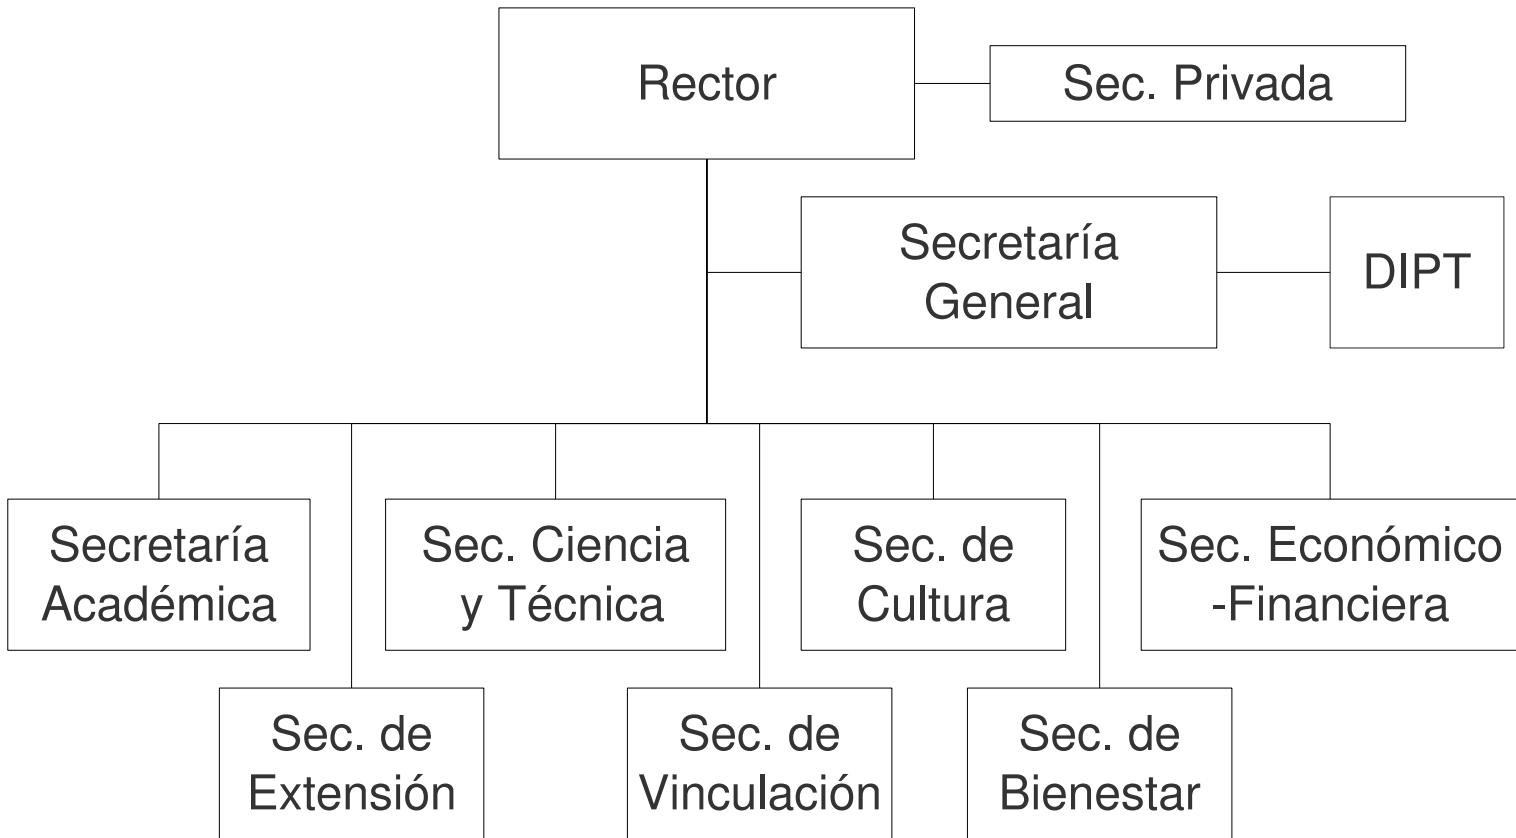 Rector
Sec. Privada
Secretaría
General
DIPT
Secretaría
Académica
Sec. Ciencia
y Técnica
Sec. de
Cultura
Sec. Económico
-Financiera
Sec. de
Extensión
Sec. de
Vinculación
Sec. de
Bienestar